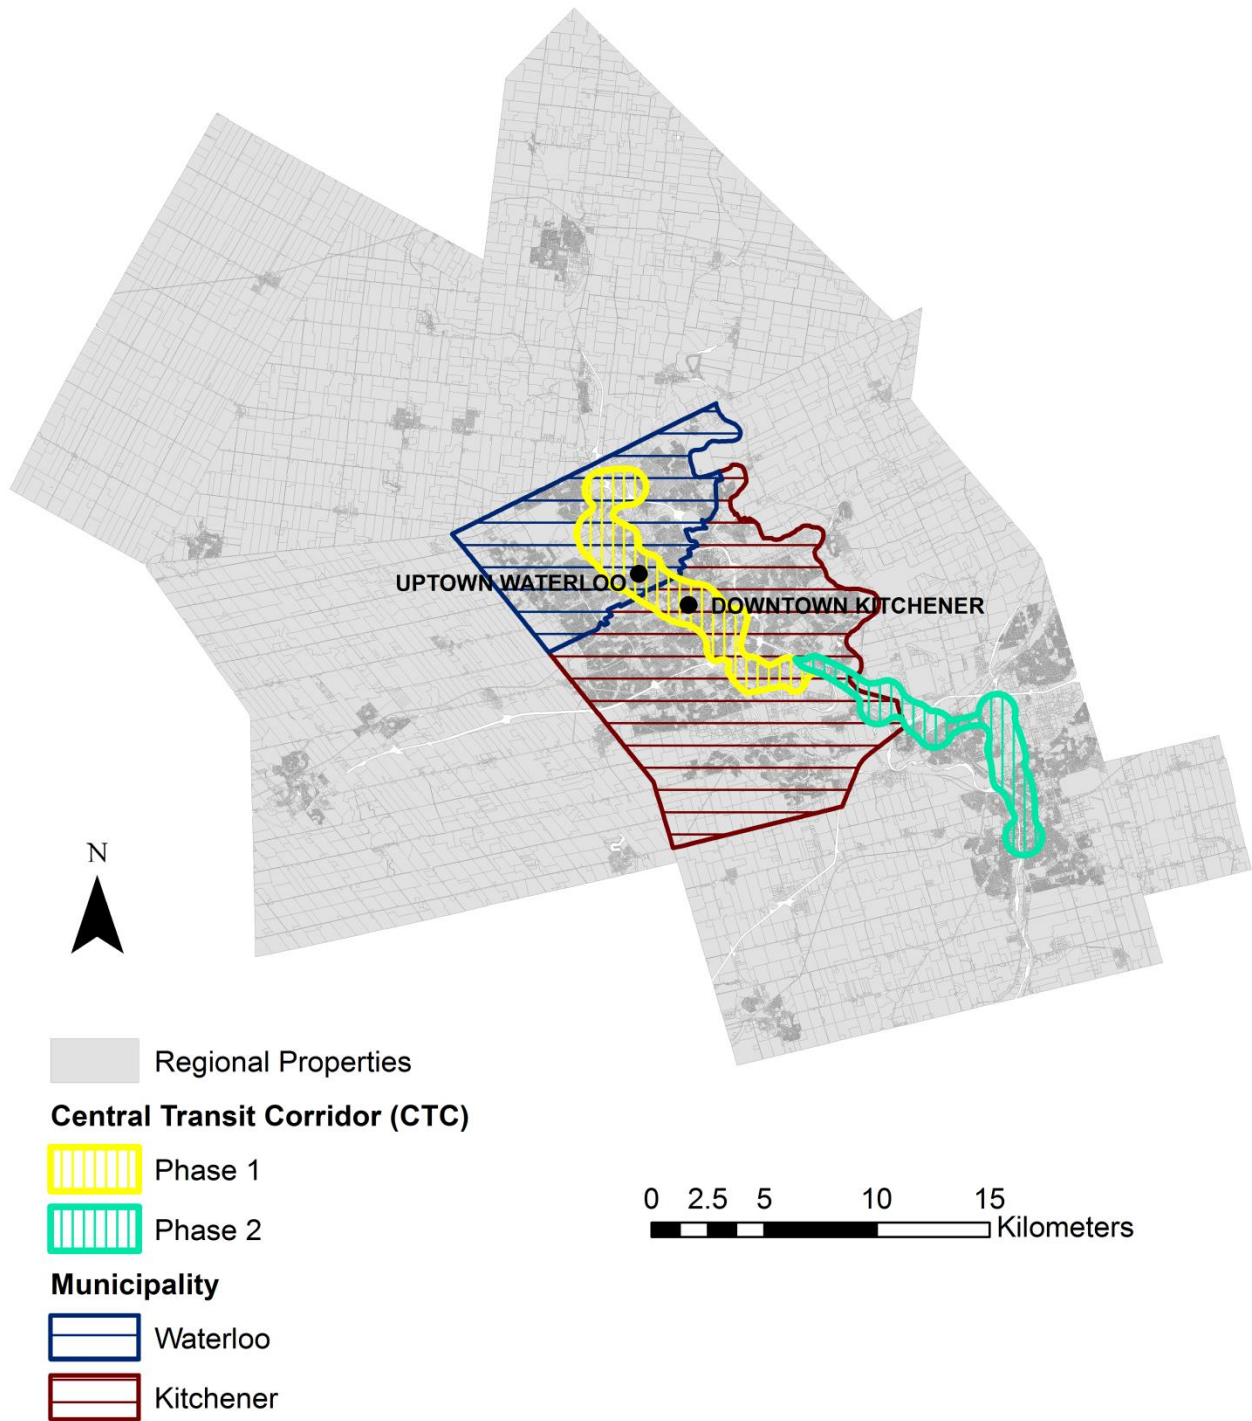 UPTOWN WATERLOO
DOWNTOWN KITCHENER
N
Regional Properties
Central Transit Corridor (CTC)
Phase 1
Phase 2
Municipality
Waterloo
Kitchener
0 2.5 5 10 15
Kilometers